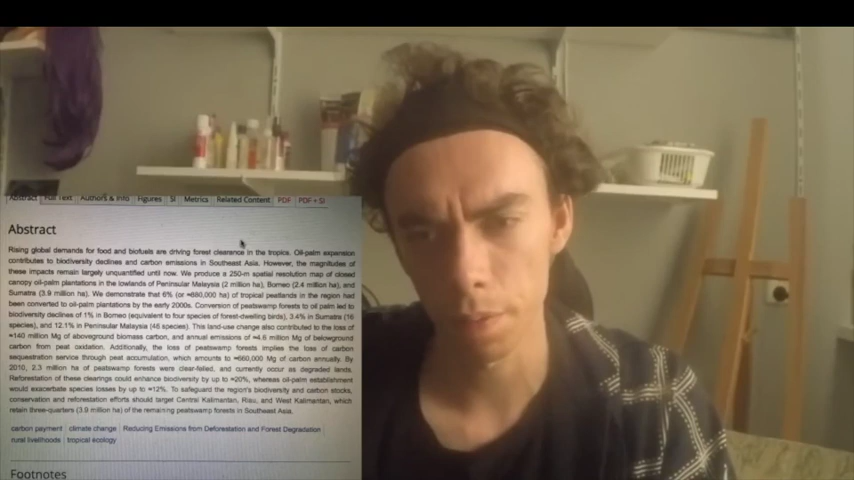 Abstract Full Text Authors & Info Figures SI Metrics Related Content PDF PDF + SI
Abstract
Rising global demands for food and biofuels are driving forest clearance in the tropics. Oil-palm expansion
contributes to biodiversity declines and carbon emissions in Southeast Asia. However, the magnitudes of
these impacts remain largely unquantified until now. We produce a 250-m spatial resolution map of closed
canopy oil-palm plantations in the lowlands of Peninsular Malaysia (2 million ha), Borneo (2.4 million ha), and
Sumatra (3.9 million ha). We demonstrate that 6% (or ≈880,000 ha) of tropical peatlands in the region had
been converted to oil-palm plantations by the early 2000s. Conversion of peatswamp forests to oil palm led to
biodiversity declines of 1% in Borneo (equivalent to four species of forest-dwelling birds), 3.4% in Sumatra (16
species), and 12.1% in Peninsular Malaysia (46 species). This land-use change also contributed to the loss of
≈140 million Mg of aboveground biomass carbon, and annual emissions of ≈4.6 million Mg of belowground
carbon from peat oxidation. Additionally, the loss of peatswamp forests implies the loss of carbon
sequestration service through peat accumulation, which amounts to ≈660,000 Mg of carbon annually. By
2010, 2.3 million ha of peatswamp forests were clear-felled, and currently occur as degraded lands.
Reforestation of these clearings could enhance biodiversity by up to ≈20%, whereas oil-palm establishment
would exacerbate species losses by up to ≈12%. To safeguard the region's biodiversity and carbon stocks,
conservation and reforestation efforts should target Central Kalimantan, Riau, and West Kalimantan, which
retain three-quarters (3.9 million ha) of the remaining peatswamp forests in Southeast Asia.
carbon payment climate change Reducing Emissions from Deforestation and Forest Degradation
rural livelihoods tropical ecology
Footnotes